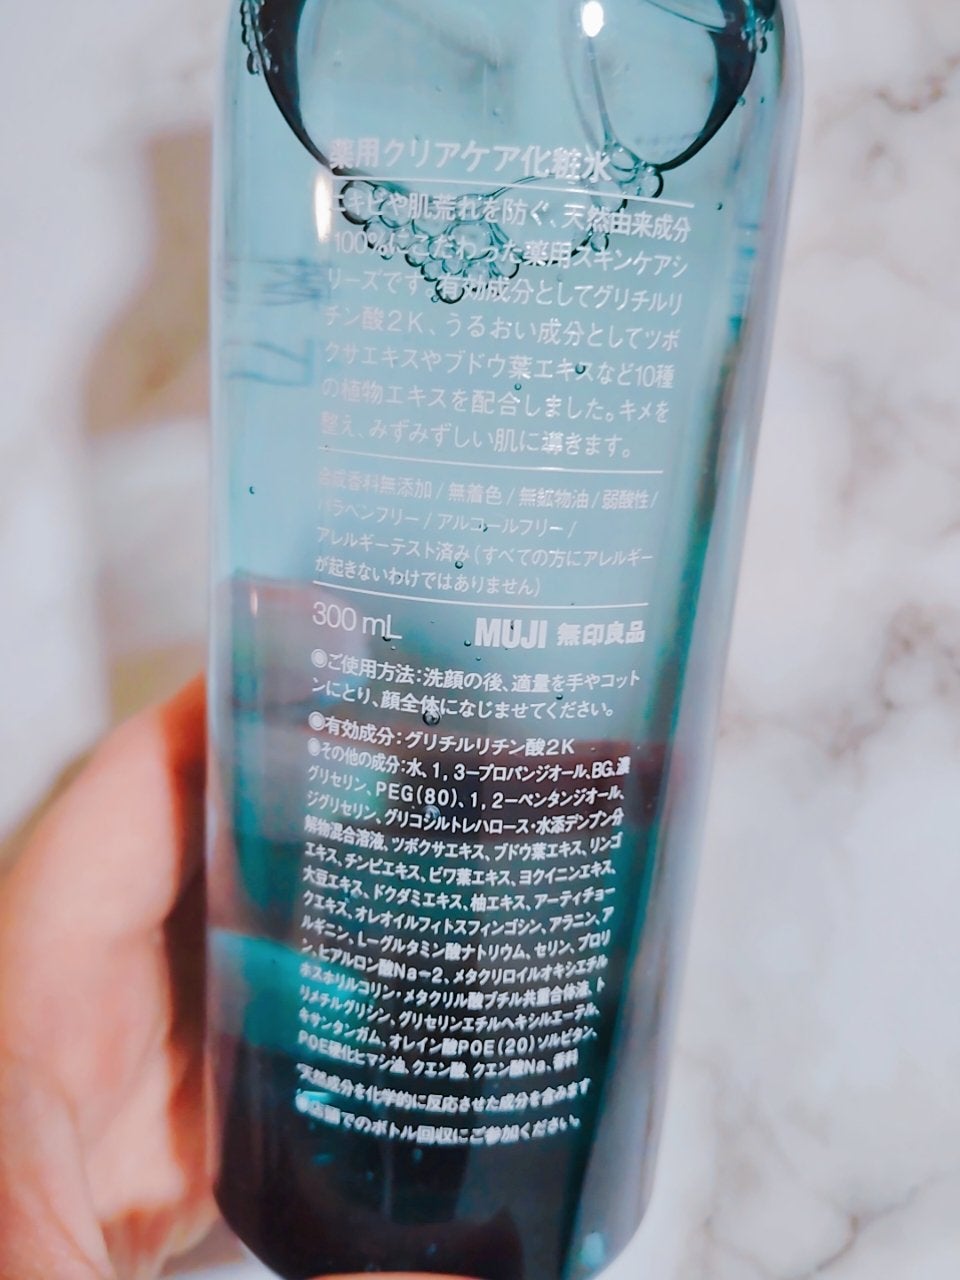 薬用クリアケア化粧水
ニキビや肌荒れを防ぐ、天然由来成分
*100%にこだわった薬用スキンケアシ
リーズです。有効成分としてグリチルリ
チン酸2K、うるおい成分としてツボ
クサエキスやブドウ葉エキスなど10種
の植物エキスを配合しました。キメを
整え、みずみずしい肌に導きます。
合成香料無添加/無着色/無鉱物油/弱酸性/
パラベンフリー/アルコールフリー/
アレルギーテスト済み(すべての方にアレルギー
が起きないわけではありません)
300 mL MUJI 無印良品
◉ご使用方法:洗顔の後、適量を手やコット
ンにとり、顔全体になじませてください。
◉有効成分:グリチルリチン酸2K
◉その他の成分:水、1,3−プロパンジオール、BG、濃
グリセリン、PEG(80)、1,2−ペンタンジオール、
ジグリセリン、グリコシルトレハロース・水添デンプン分
解物混合溶液、ツボクサエキス、ブドウ葉エキス、リンゴ
エキス、チンピエキス、ビワ葉エキス、ヨクイニンエキス、
大豆エキス、ドクダミエキス、柚エキス、アーティチョー
クエキス、オレオイルフィトスフィンゴシン、アラニン、ア
ルギニン、L−グルタミン酸ナトリウム、セリン、プロリ
ン、ヒアルロン酸Na−2、メタクリロイルオキシエチル
ホスホリルコリン・メタクリル酸ブチル共重合体液、ト
リメチルグリシン、グリセリンエチルヘキシルエーテル、
キサンタンガム、オレイン酸POE(20)ソルビタン、
POE硬化ヒマシ油、クエン酸、クエン酸Na、香料
*天然成分を化学的に反応させた成分を含みます
◉店舗でのボトル回収にご参加ください。